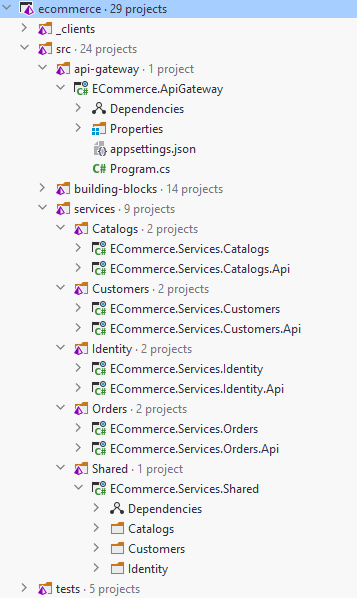 ecommerce · 29 projects
_clients
src · 24 projects
api-gateway · 1 project
ECommerce.ApiGateway
Dependencies
Properties
appsettings.json
C# Program.cs
building-blocks · 14 projects
services · 9 projects
Catalogs · 2 projects
C# ECommerce.Services.Catalogs
C# ECommerce.Services.Catalogs.Api
Customers · 2 projects
C# ECommerce.Services.Customers
C# ECommerce.Services.Customers.Api
Identity · 2 projects
C# ECommerce.Services.Identity
C# ECommerce.Services.Identity.Api
Orders · 2 projects
C# ECommerce.Services.Orders
C# ECommerce.Services.Orders.Api
Shared · 1 project
C# ECommerce.Services.Shared
Dependencies
Catalogs
Customers
Identity
tests · 5 projects